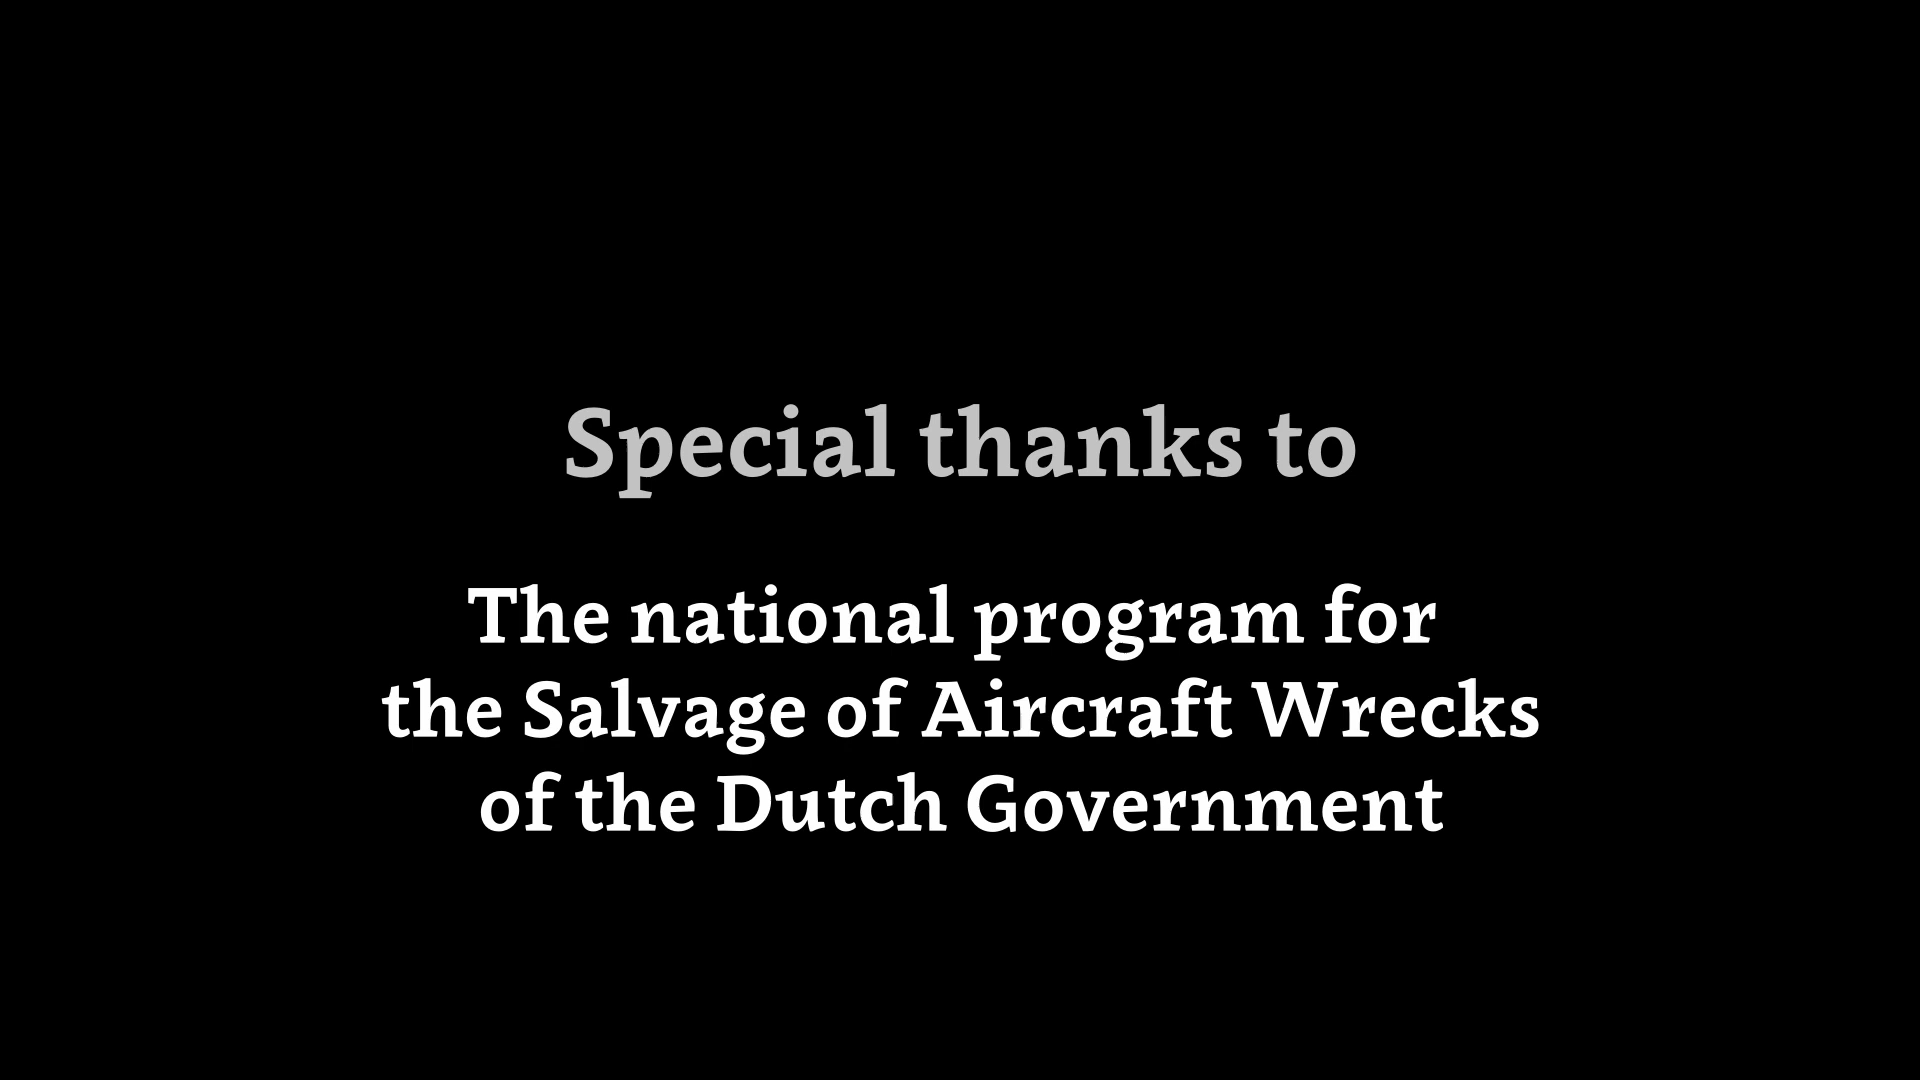 Special thanks to
The national program for
the Salvage of Aircraft Wrecks
of the Dutch Government